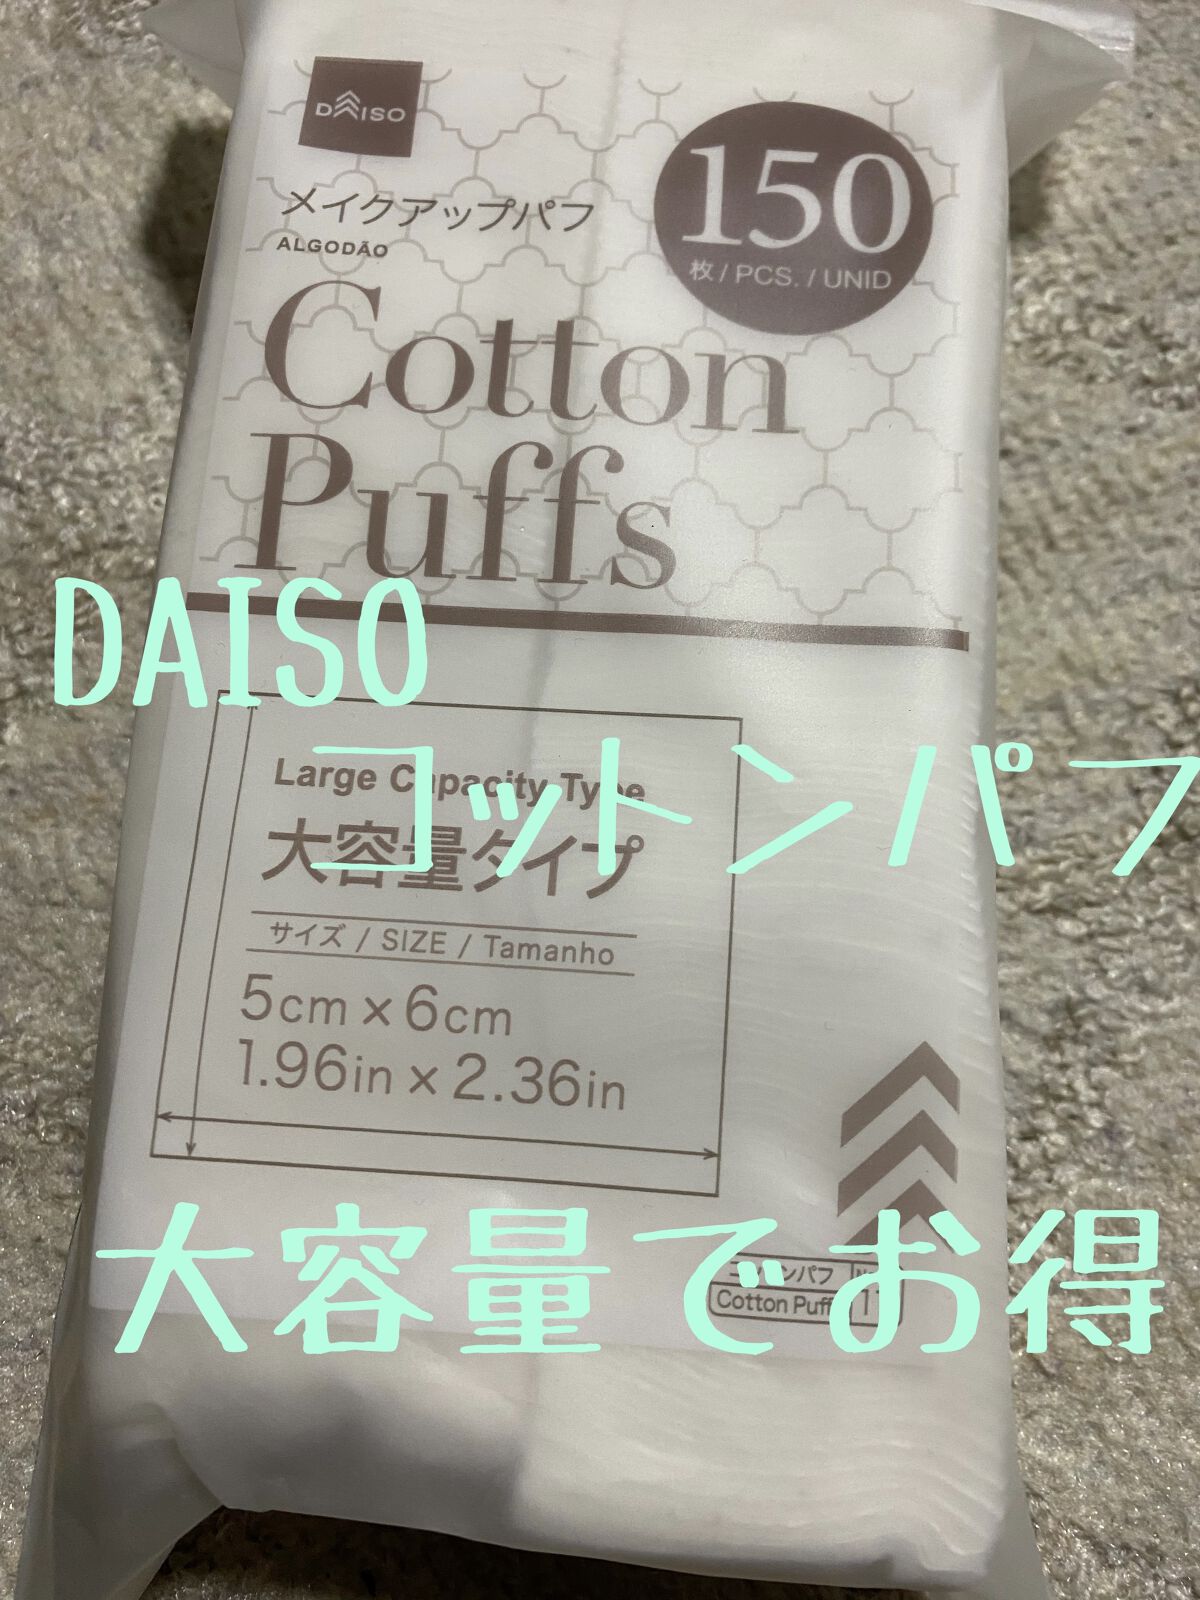 DAISO
メイクアップパフ
ALGODÃO
150
枚 / PCS. / UNID
Cotton
Puffs
DAISO
Large Capacity Type
コットンパフ
大容量タイプ
サイズ / SIZE / Tamanho
5cm × 6cm
1.96in × 2.36in
大容量でお得
Cotton Puff